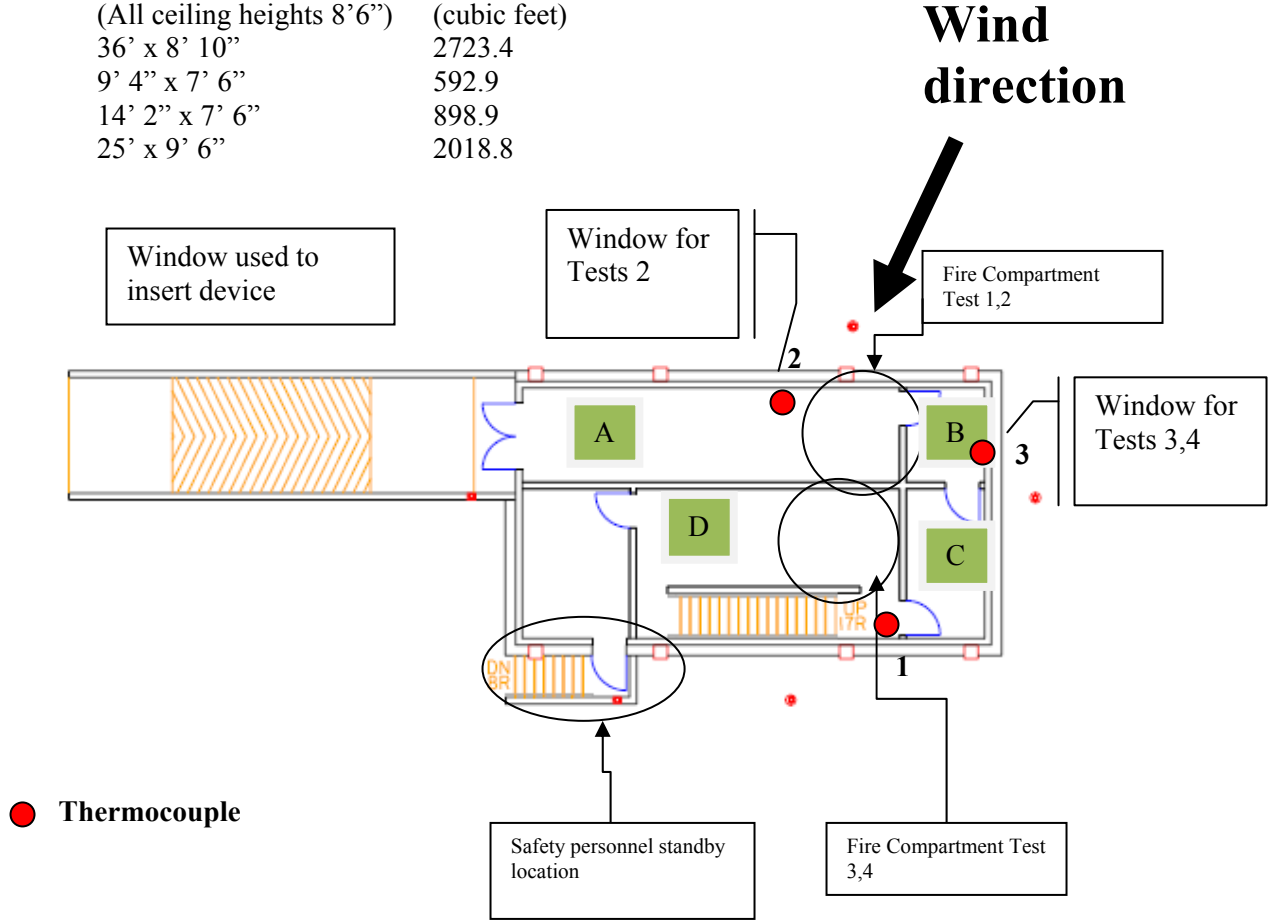 (All ceiling heights 8’6”) (cubic feet)
36’ x 8’ 10” 2723.4
9’ 4” x 7’ 6” 592.9
14’ 2” x 7’ 6” 898.9
25’ x 9’ 6” 2018.8
Wind
direction
Window used to
insert device
Window for
Tests 2
Fire Compartment
Test 1,2
2
Window for
Tests 3,4
A
B
3
D
C
UP
17R
1
DN
8R
Thermocouple
Safety personnel standby
location
Fire Compartment Test
3,4